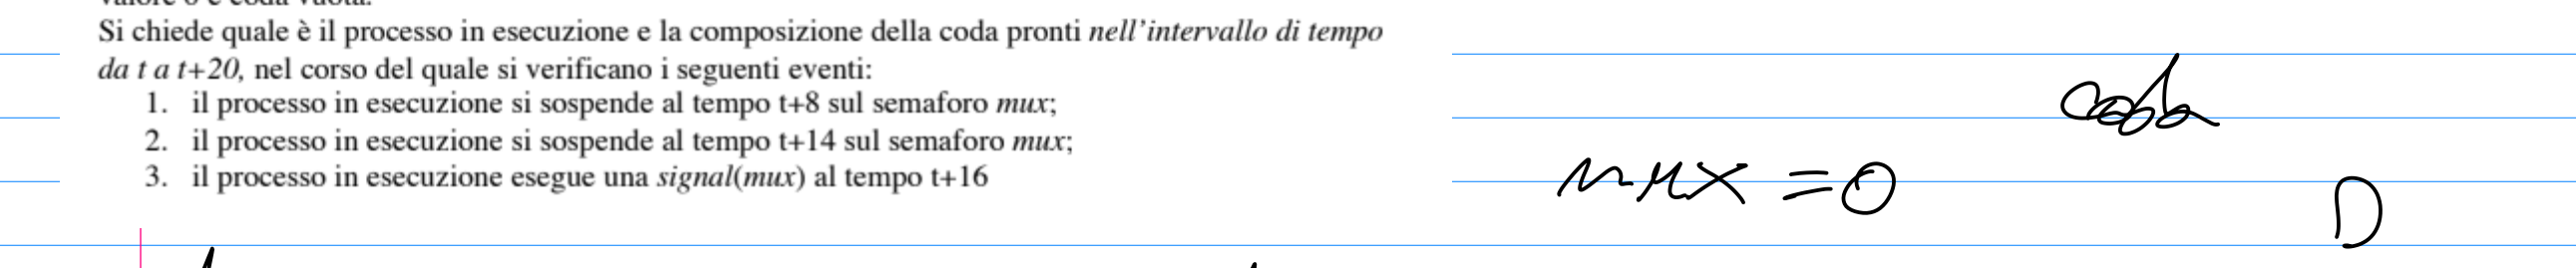 Si chiede quale è il processo in esecuzione e la composizione della coda pronti nell'intervallo di tempo
da t a t+20, nel corso del quale si verificano i seguenti eventi:
1. il processo in esecuzione si sospende al tempo t+8 sul semaforo mux;
2. il processo in esecuzione si sospende al tempo t+14 sul semaforo mux;
3. il processo in esecuzione esegue una signal(mux) al tempo t+16
coda
mux = 0
D